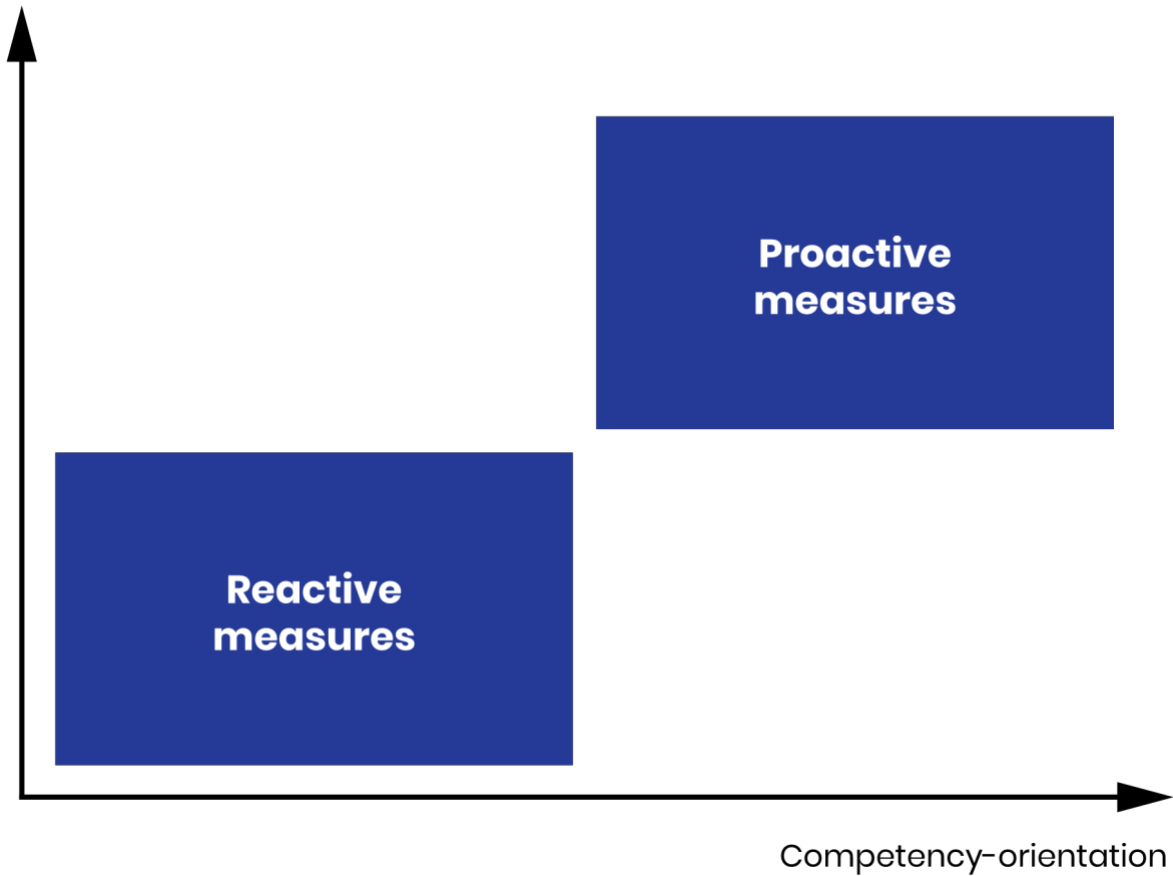 Proactive
measures
Reactive
measures
Competency-orientation